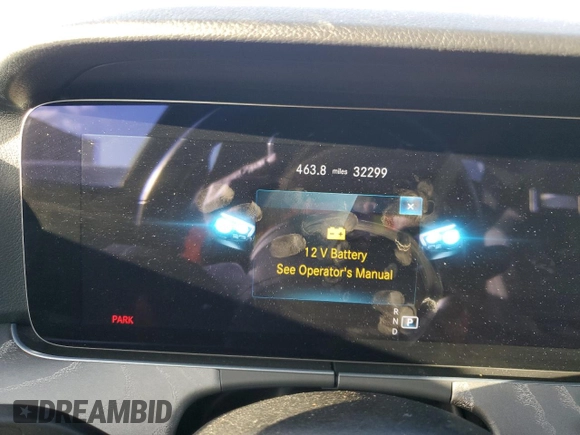 463.8 miles 32299
×
12 V Battery
See Operator's Manual
PARK
R
N P
D
DREAMBID